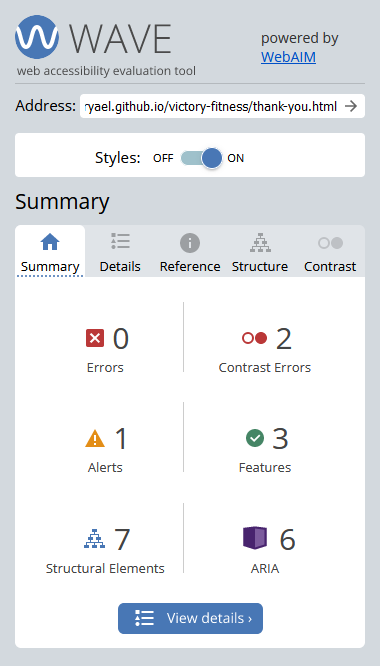 WAVE
web accessibility evaluation tool
powered by
WebAIM
Address: ryael.github.io/victory-fitness/thank-you.html
Styles: OFF ON
Summary
Summary Details Reference Structure Contrast
0
Errors
2
Contrast Errors
1
Alerts
3
Features
7
Structural Elements
6
ARIA
View details ›